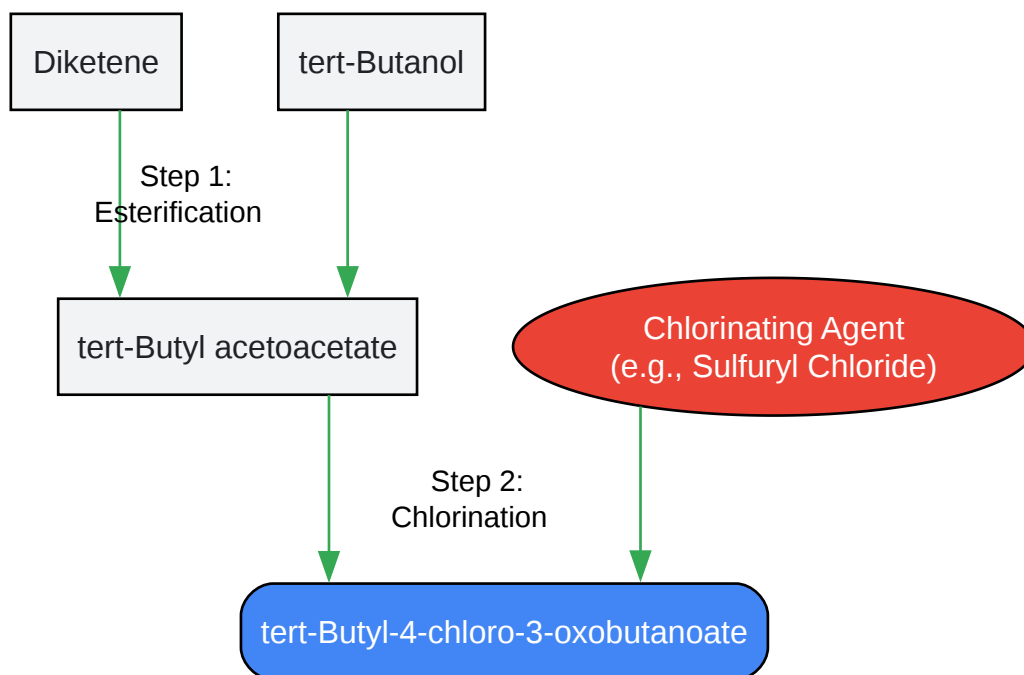 Diketene
tert-Butanol
Step 1:
Esterification
tert-Butyl acetoacetate
Chlorinating Agent
(e.g., Sulfuryl Chloride)
Step 2:
Chlorination
tert-Butyl-4-chloro-3-oxobutanoate